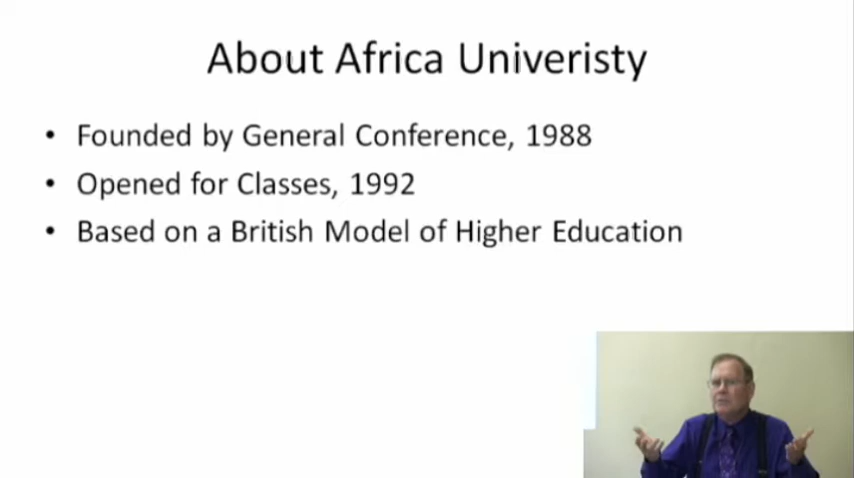 About Africa Univeristy
• Founded by General Conference, 1988
• Opened for Classes, 1992
• Based on a British Model of Higher Education